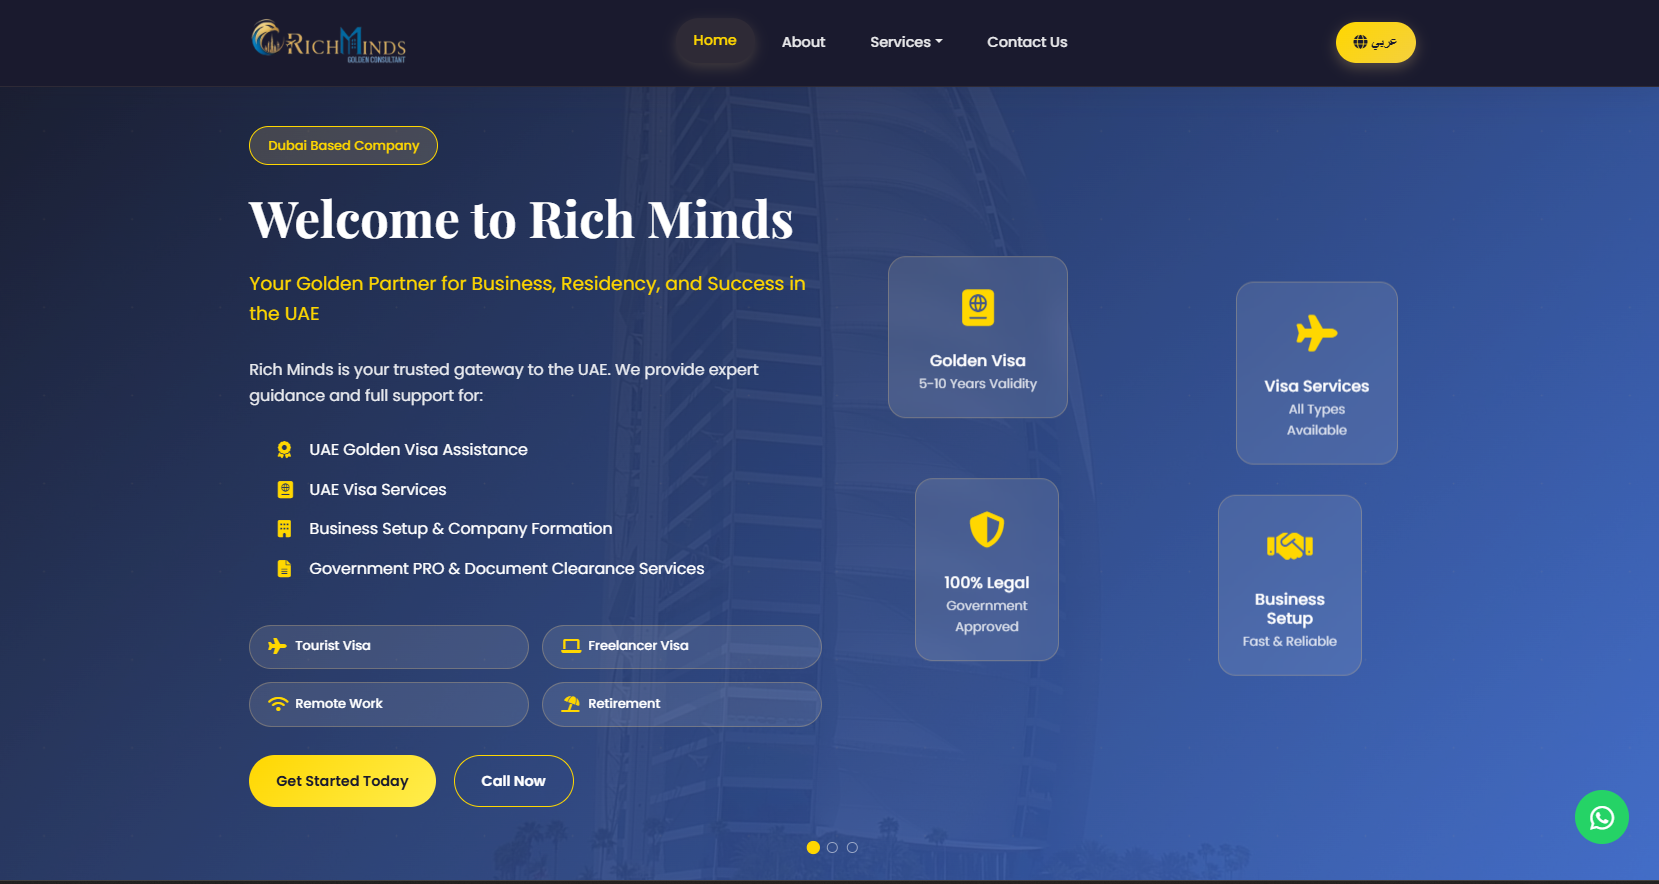 RICHMINDS
GOLDEN CONSULTANT
Home
About
Services
Contact Us
عربي
Dubai Based Company
Welcome to Rich Minds
Your Golden Partner for Business, Residency, and Success in
the UAE
Rich Minds is your trusted gateway to the UAE. We provide expert
guidance and full support for:
UAE Golden Visa Assistance
UAE Visa Services
Business Setup & Company Formation
Government PRO & Document Clearance Services
Tourist Visa
Freelancer Visa
Remote Work
Retirement
Get Started Today
Call Now
Golden Visa
5-10 Years Validity
Visa Services
All Types
Available
100% Legal
Government
Approved
Business
Setup
Fast & Reliable